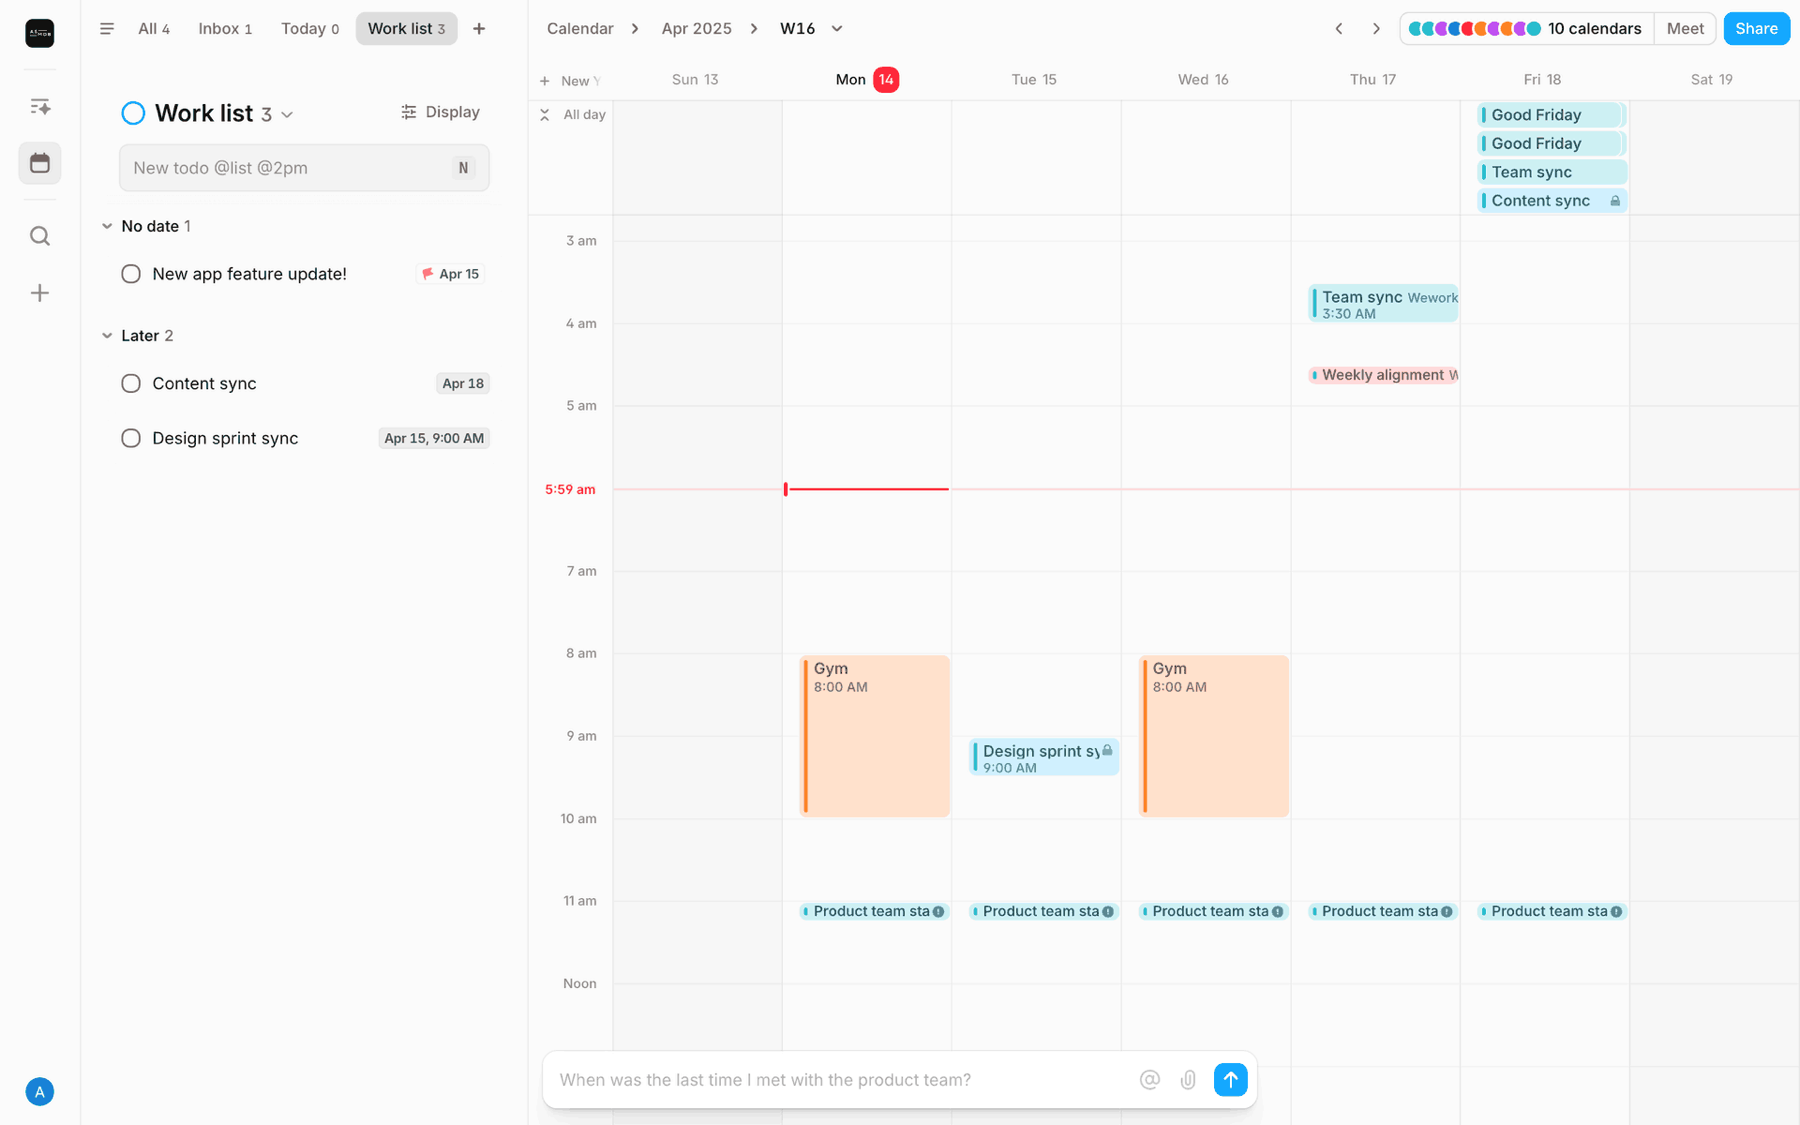 All 4
Inbox 1
Today 0
Work list 3
Work list 3
Display
New todo @list @2pm
N
No date 1
New app feature update!
Apr 15
Later 2
Content sync
Apr 18
Design sprint sync
Apr 15, 9:00 AM
A
Calendar
Apr 2025
W16
10 calendars
Meet
Share
New Y
Sun 13
Mon 14
Tue 15
Wed 16
Thu 17
Fri 18
Sat 19
All day
Good Friday
Good Friday
Team sync
Content sync
3 am
Team sync Wework
3:30 AM
4 am
Weekly alignment W
5 am
5:59 am
7 am
8 am
Gym
8:00 AM
Gym
8:00 AM
9 am
Design sprint sy
9:00 AM
10 am
11 am
Product team sta
Product team sta
Product team sta
Product team sta
Product team sta
Noon
When was the last time I met with the product team?